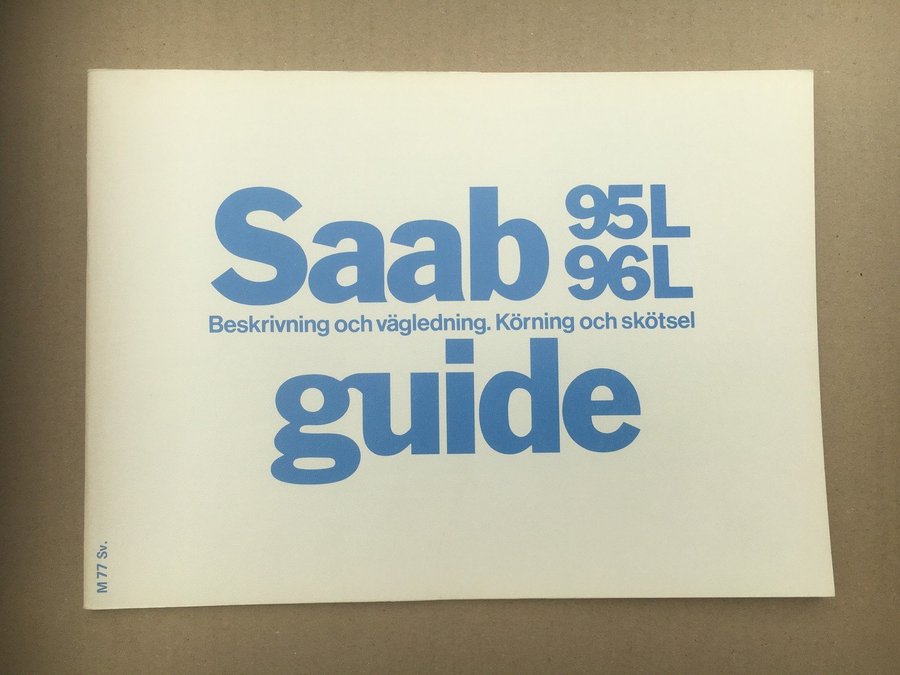 Saab 95L
96L
Beskrivning och vägledning. Körning och skötsel
guide
M 77 Sv.